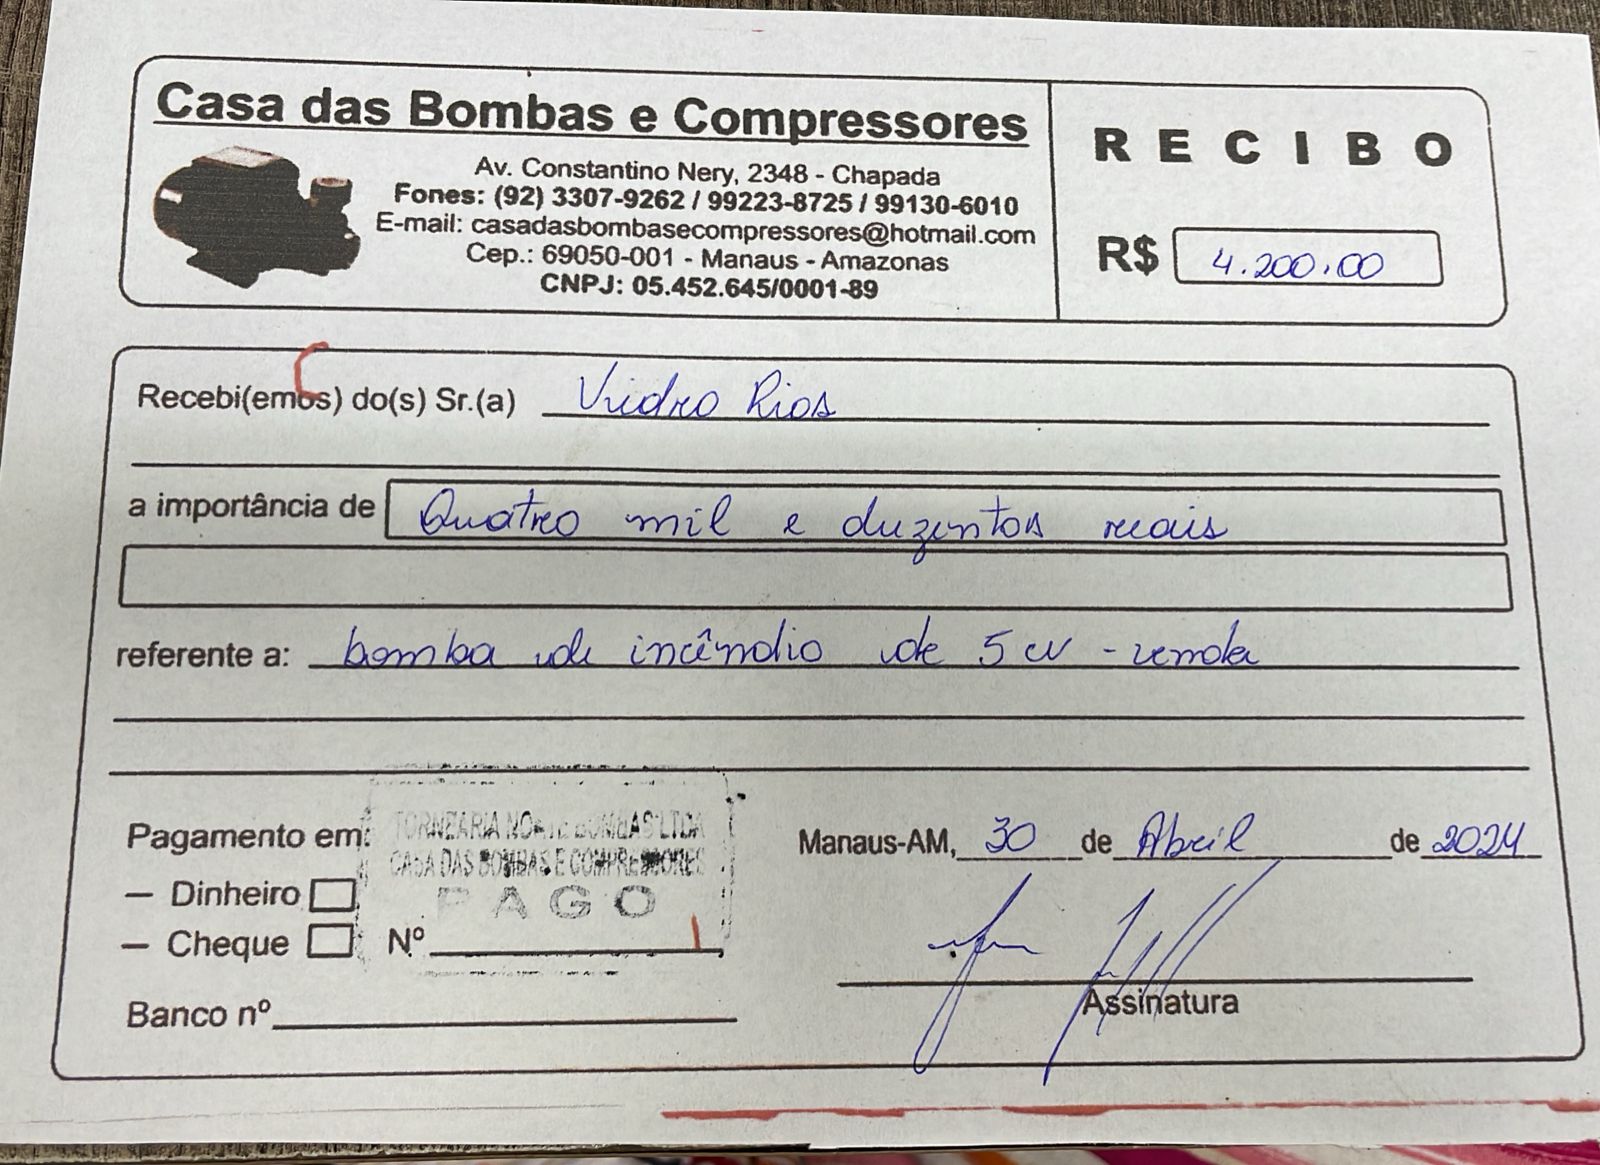 Casa das Bombas e Compressores
Av. Constantino Nery, 2348 - Chapada
Fones: (92) 3307-9262 / 99223-8725 / 99130-6010
E-mail: casadasbombasecompressores@hotmail.com
Cep.: 69050-001 - Manaus - Amazonas
CNPJ: 05.452.645/0001-89
RECIBO
R$ 4.200,00
Recebi(emos) do(s) Sr.(a) Vidro Rios
a importância de Quatro mil e duzentos reais
referente a: bomba de incêndio de 5 cv - venda
Pagamento em:
TORNEARIA NORTE BOMBAS LTDA
CASA DAS BOMBAS E COMPRESSORES
PAGO
– Dinheiro
– Cheque Nº
Banco nº
Manaus-AM, 30 de Abril de 2024
Assinatura